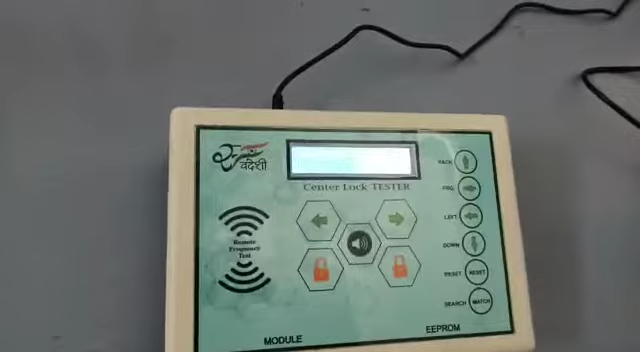 स्वदेशी
Center Lock TESTER
Remote
Frequency
Test
BACK
FRQ
LEFT
DOWN
RESET RESET
SEARCH MATCH
MODULE
EEPROM